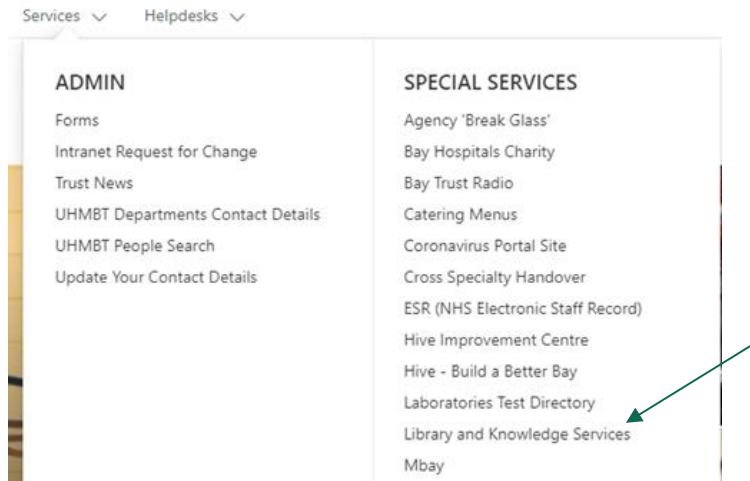 Services Helpdesks
ADMIN
Forms
Intranet Request for Change
Trust News
UHMBT Departments Contact Details
UHMBT People Search
Update Your Contact Details
SPECIAL SERVICES
Agency 'Break Glass'
Bay Hospitals Charity
Bay Trust Radio
Catering Menus
Coronavirus Portal Site
Cross Specialty Handover
ESR (NHS Electronic Staff Record)
Hive Improvement Centre
Hive - Build a Better Bay
Laboratories Test Directory
Library and Knowledge Services
Mbay